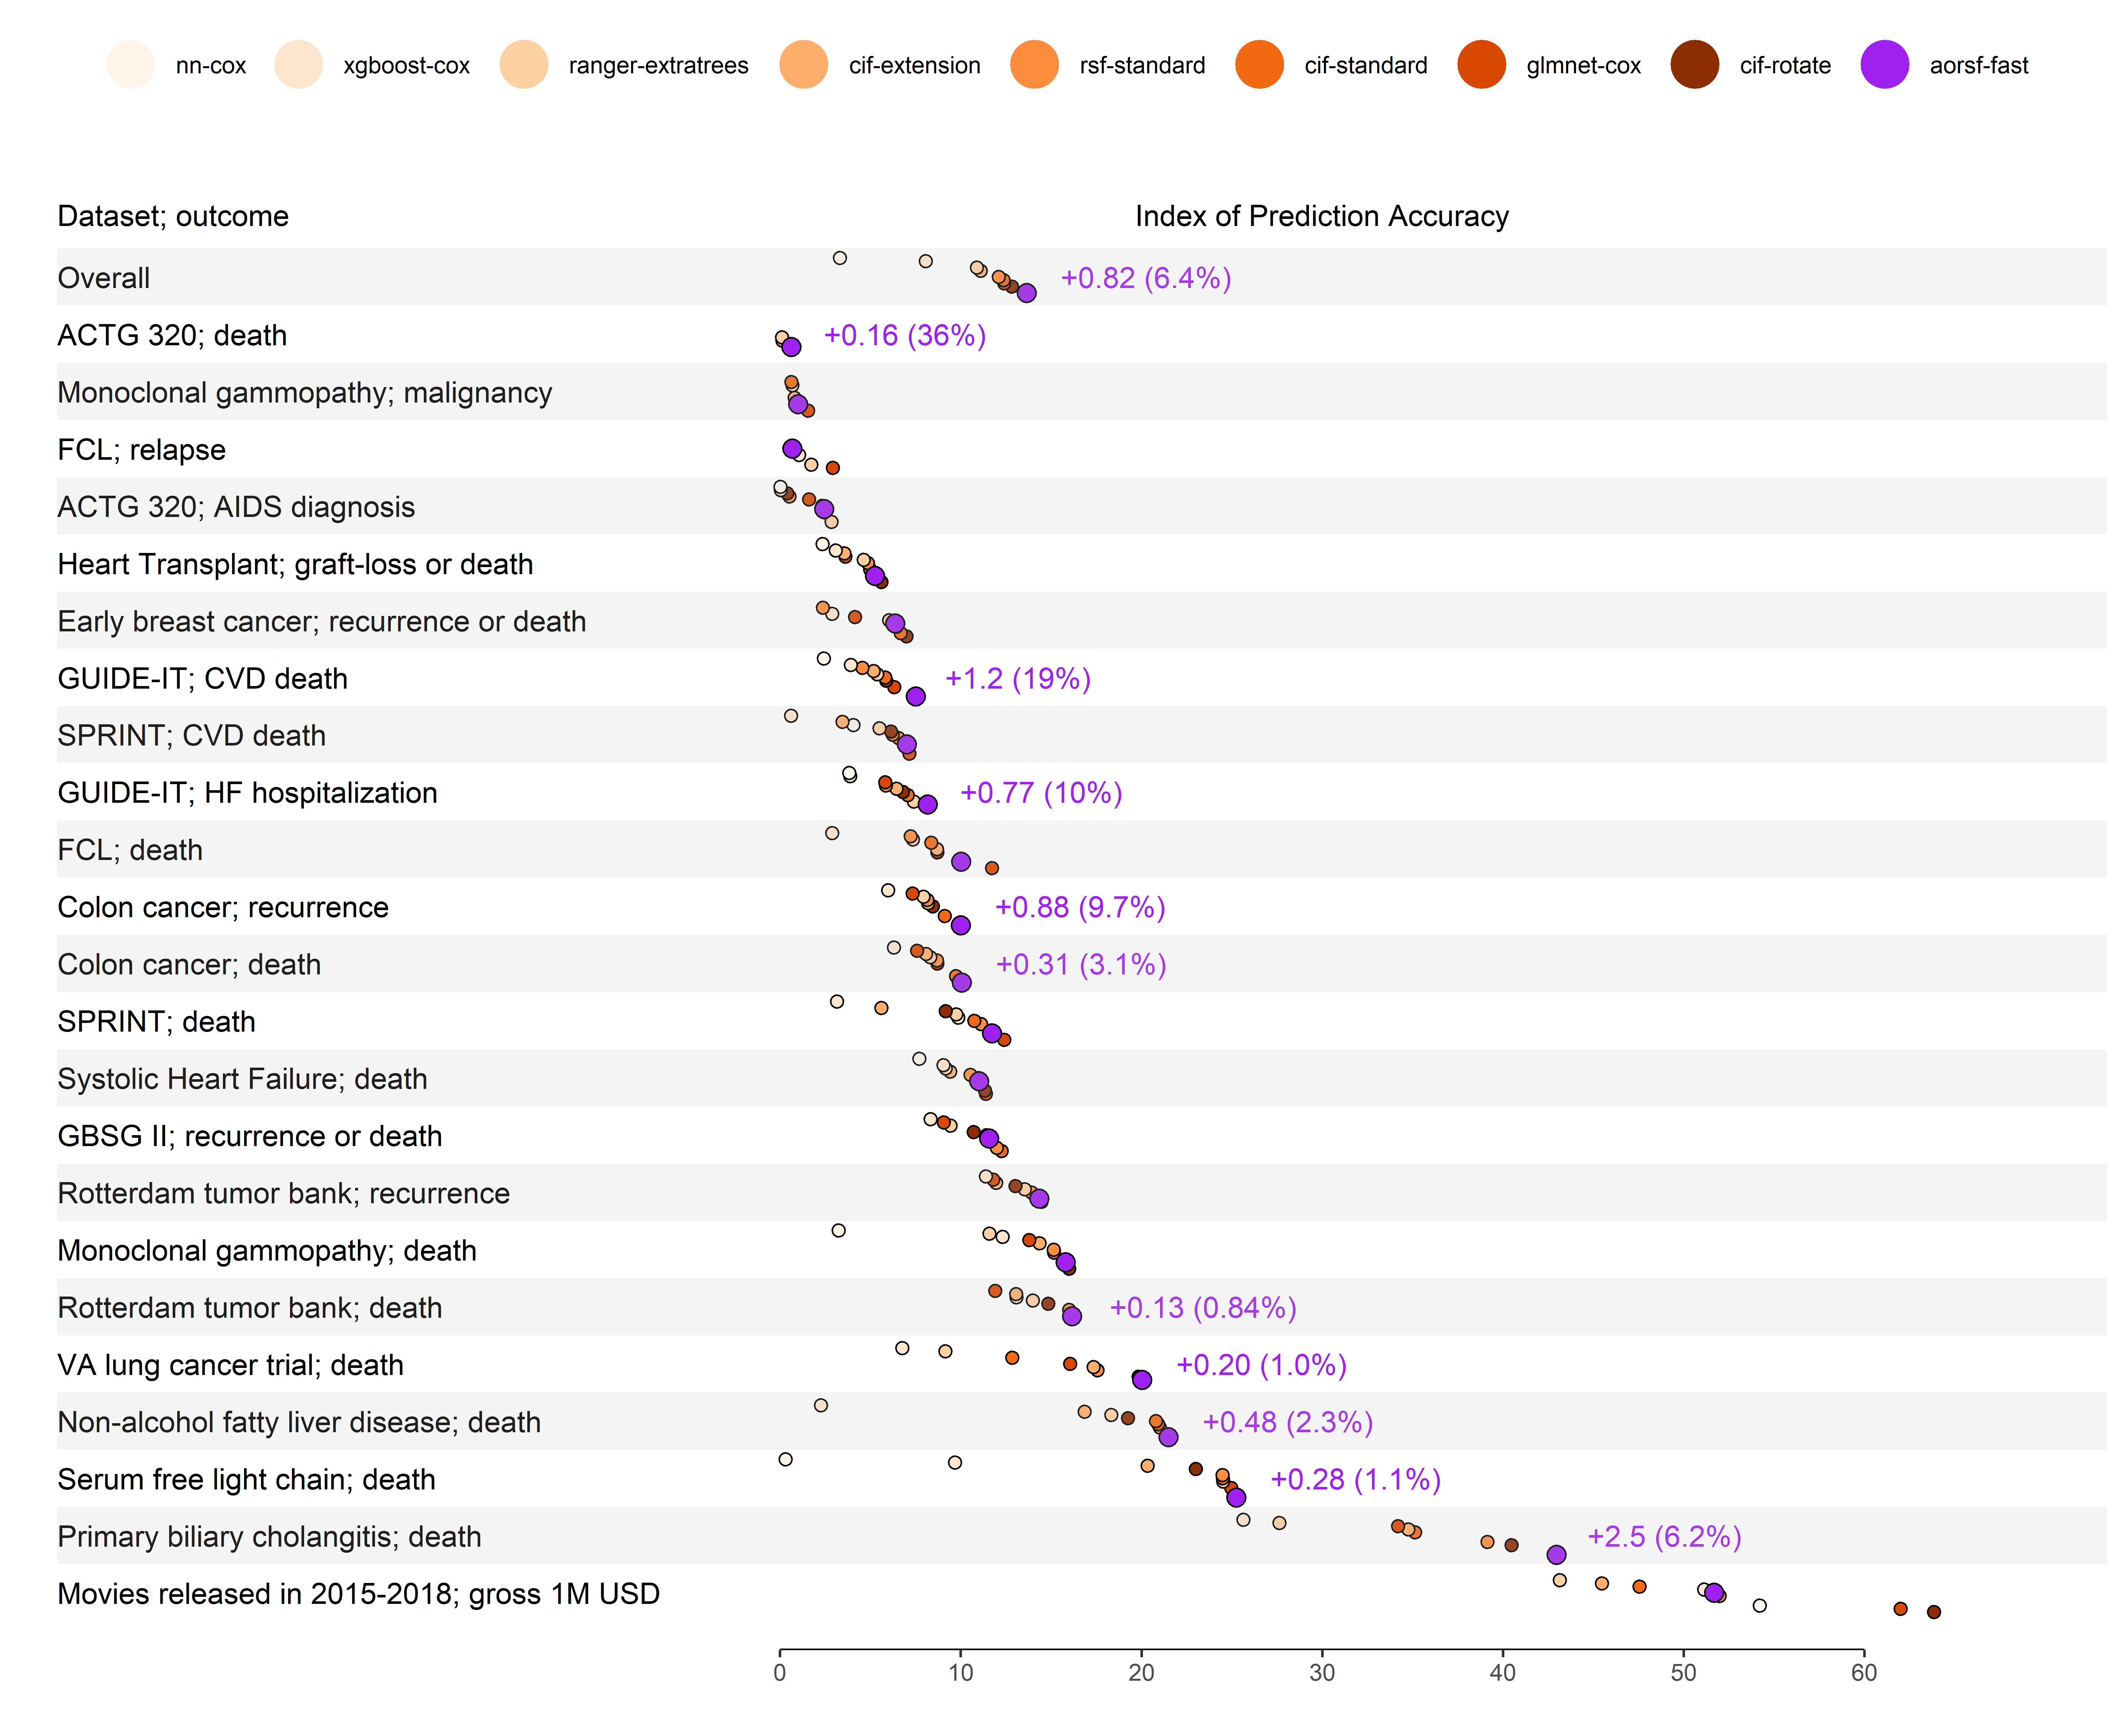 nn-cox xgboost-cox ranger-extratrees cif-extension rsf-standard cif-standard glmnet-cox cif-rotate aorsf-fast
Dataset; outcome Index of Prediction Accuracy
Overall +0.82 (6.4%)
ACTG 320; death +0.16 (36%)
Monoclonal gammopathy; malignancy
FCL; relapse
ACTG 320; AIDS diagnosis
Heart Transplant; graft-loss or death
Early breast cancer; recurrence or death
GUIDE-IT; CVD death +1.2 (19%)
SPRINT; CVD death
GUIDE-IT; HF hospitalization +0.77 (10%)
FCL; death
Colon cancer; recurrence +0.88 (9.7%)
Colon cancer; death +0.31 (3.1%)
SPRINT; death
Systolic Heart Failure; death
GBSG II; recurrence or death
Rotterdam tumor bank; recurrence
Monoclonal gammopathy; death
Rotterdam tumor bank; death +0.13 (0.84%)
VA lung cancer trial; death +0.20 (1.0%)
Non-alcohol fatty liver disease; death +0.48 (2.3%)
Serum free light chain; death +0.28 (1.1%)
Primary biliary cholangitis; death +2.5 (6.2%)
Movies released in 2015-2018; gross 1M USD
0 10 20 30 40 50 60